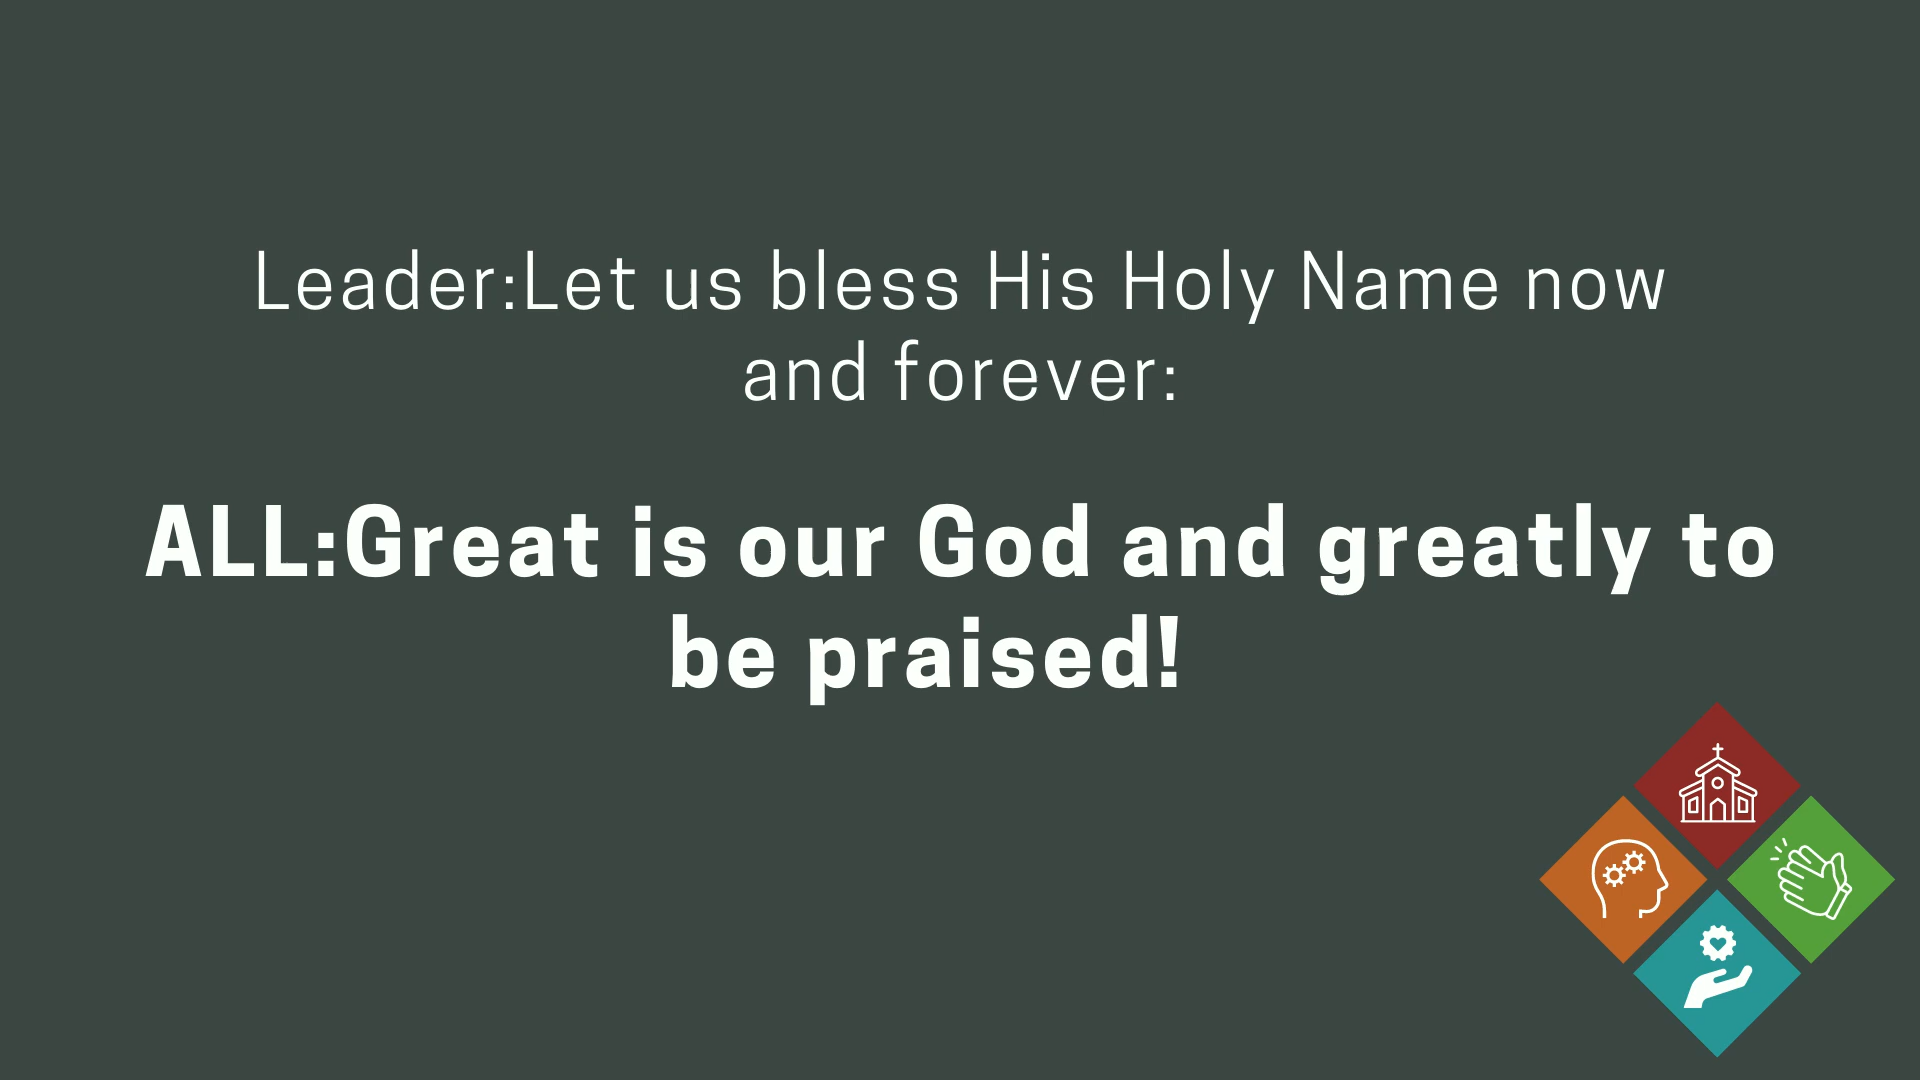 Leader:Let us bless His Holy Name now
and forever:
ALL:Great is our God and greatly to
be praised!